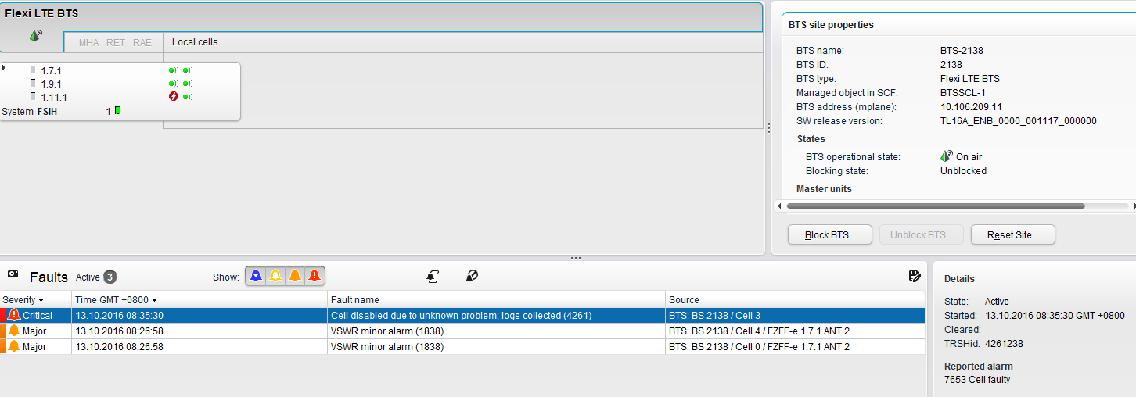 Flexi LTE BTS
MHA RET RAE Local cells
1.7.1
1.9.1
1.11.1
System FSIH 1
BTS site properties
BTS name: BTS-2138
BTS ID: 2138
BTS type: Flexi LTE BTS
Managed object in SCF: BTSSCL-1
BTS address (mplane): 10.106.209.11
SW release version: TL16A_ENB_0000_001117_000000
States
BTS operational state: On air
Blocking state: Unblocked
Master units
Block BTS Unblock BTS Reset Site
Faults Active 3 Show:
Severity Time GMT +0800 Fault name Source
Critical 13.10.2016 08:35:30 Cell disabled due to unknown problem, logs collected (4261) BTS: BS 2138 / Cell 3
Major 13.10.2016 08:26:58 VSWR minor alarm (1838) BTS: BS 2138 / Cell 4 / FZFF-e 1.7.1 ANT 2
Major 13.10.2016 08:26:58 VSWR minor alarm (1838) BTS: BS 2138 / Cell 0 / FZFF-e 1.7.1 ANT 2
Details
State: Active
Started: 13.10.2016 08:35:30 GMT +0800
Cleared:
TRSHid: 4261238
Reported alarm
7653 Cell faulty